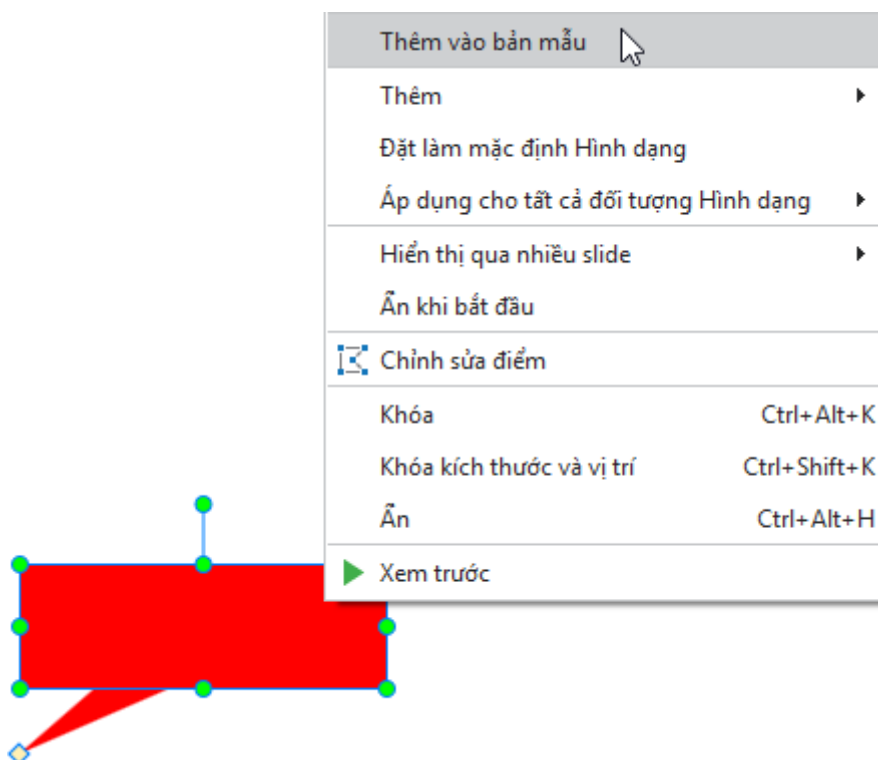 Thêm vào bản mẫu
Thêm
Đặt làm mặc định Hình dạng
Áp dụng cho tất cả đối tượng Hình dạng
Hiển thị qua nhiều slide
Ẩn khi bắt đầu
Chỉnh sửa điểm
Khóa Ctrl+Alt+K
Khóa kích thước và vị trí Ctrl+Shift+K
Ẩn Ctrl+Alt+H
Xem trước